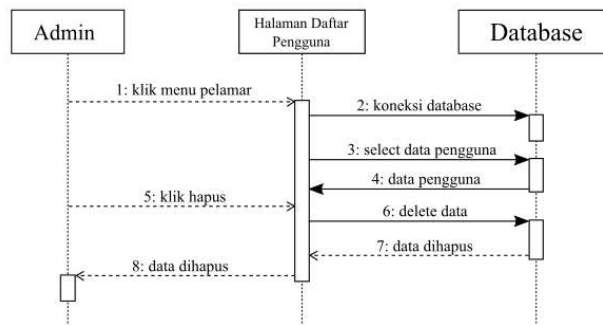 Admin
Halaman Daftar
Pengguna
Database
1: klik menu pelamar
2: koneksi database
3: select data pengguna
4: data pengguna
5: klik hapus
6: delete data
7: data dihapus
8: data dihapus